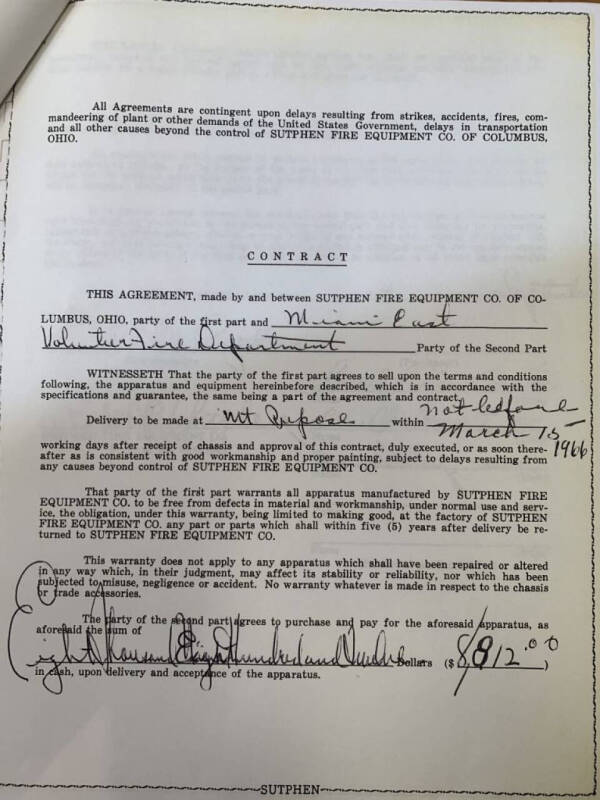 All Agreements are contingent upon delays resulting from strikes, accidents, fires, com-
mandeering of plant or other demands of the United States Government, delays in transportation
and all other causes beyond the control of SUTPHEN FIRE EQUIPMENT CO. OF COLUMBUS,
OHIO.
CONTRACT
THIS AGREEMENT, made by and between SUTPHEN FIRE EQUIPMENT CO. OF CO-
LUMBUS, OHIO, party of the first part and Miami East
Volunteer Fire Department Party of the Second Part
WITNESSETH That the party of the first part agrees to sell upon the terms and conditions
following, the apparatus and equipment hereinbefore described, which is in accordance with the
specifications and guarantee, the same being a part of the agreement and contract.
Delivery to be made at Mt Repose within not before
March 15
1966
working days after receipt of chassis and approval of this contract, duly executed, or as soon there-
after as is consistent with good workmanship and proper painting, subject to delays resulting from
any causes beyond control of SUTPHEN FIRE EQUIPMENT CO.
That party of the first part warrants all apparatus manufactured by SUTPHEN FIRE
EQUIPMENT CO. to be free from defects in material and workmanship, under normal use and serv-
ice, the obligation, under this warranty, being limited to making good, at the factory of SUTPHEN
FIRE EQUIPMENT CO. any part or parts which shall within five (5) years after delivery be re-
turned to SUTPHEN FIRE EQUIPMENT CO.
This warranty does not apply to any apparatus which shall have been repaired or altered
in any way which, in their judgment, may affect its stability or reliability, nor which has been
subjected to misuse, negligence or accident. No warranty whatever is made in respect to the chassis
or trade accessories.
The party of the second part agrees to purchase and pay for the aforesaid apparatus, as
aforesaid the sum of
Eight Thousand Eight Hundred and Twelve Dollars ($8,812.00)
in cash, upon delivery and acceptance of the apparatus.
SUTPHEN